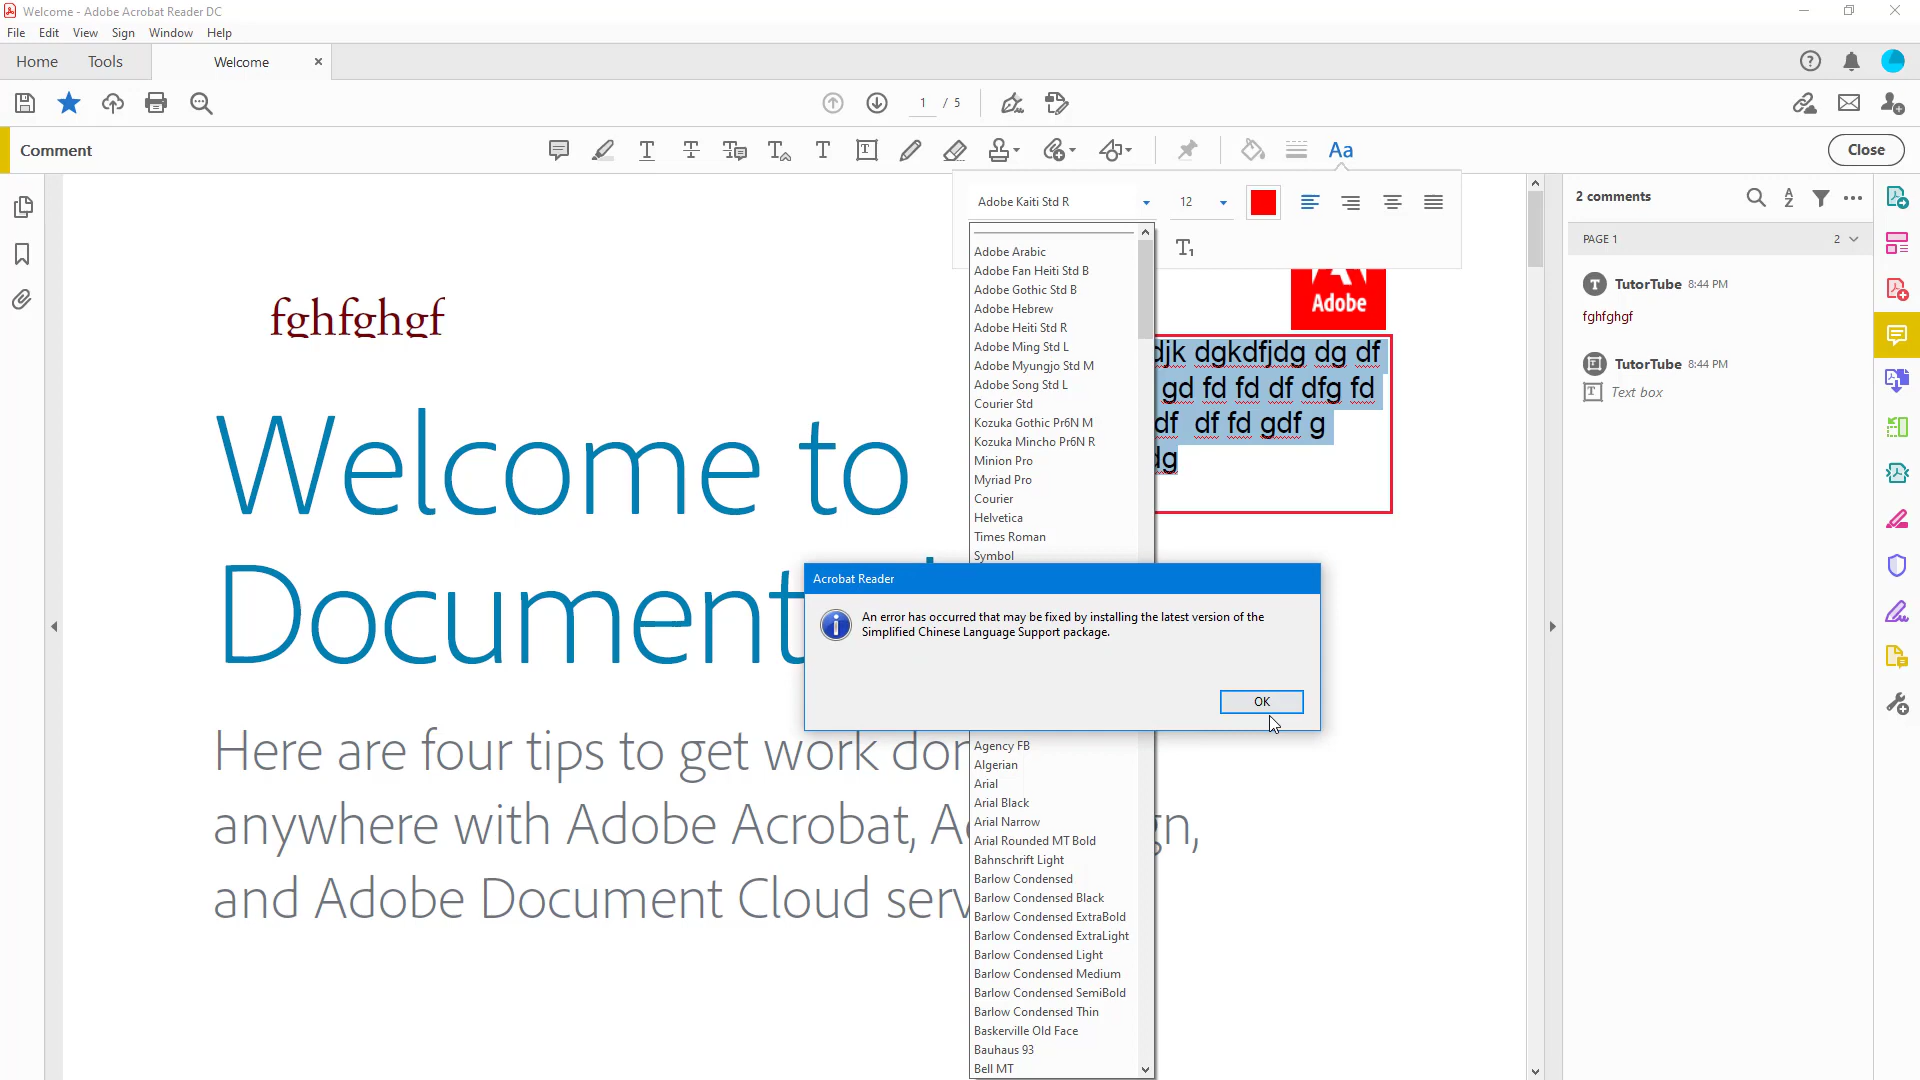 Welcome - Adobe Acrobat Reader DC
File Edit View Sign Window Help
Home Tools Welcome
1 / 5
Comment
Close
Adobe Kaiti Std R 12
Adobe Arabic
Adobe Fan Heiti Std B
Adobe Gothic Std B
Adobe Hebrew
Adobe Heiti Std R
Adobe Ming Std L
Adobe Myungjo Std M
Adobe Song Std L
Courier Std
Kozuka Gothic Pr6N M
Kozuka Mincho Pr6N R
Minion Pro
Myriad Pro
Courier
Helvetica
Times Roman
Symbol
Agency FB
Algerian
Arial
Arial Black
Arial Narrow
Arial Rounded MT Bold
Bahnschrift Light
Barlow Condensed
Barlow Condensed Black
Barlow Condensed ExtraBold
Barlow Condensed ExtraLight
Barlow Condensed Light
Barlow Condensed Medium
Barlow Condensed SemiBold
Barlow Condensed Thin
Baskerville Old Face
Bauhaus 93
Bell MT
fghfghgf
Adobe
djk dgkdfjdg dg df
gd fd fd df dfg fd
df df fd gdf g
dg
Welcome to
Document
Here are four tips to get work don
anywhere with Adobe Acrobat, A gn,
and Adobe Document Cloud serv
Acrobat Reader
An error has occurred that may be fixed by installing the latest version of the
Simplified Chinese Language Support package.
OK
2 comments
PAGE 1 2
TutorTube 8:44 PM
fghfghgf
TutorTube 8:44 PM
Text box